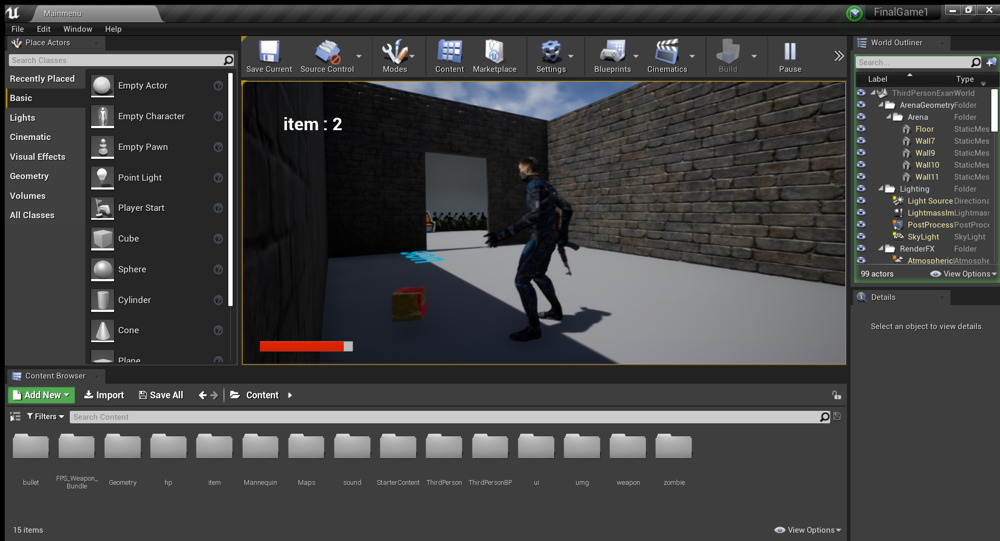 Mainmenu
FinalGame1
File Edit Window Help
Place Actors
Search Classes
Recently Placed
Basic
Lights
Cinematic
Visual Effects
Geometry
Volumes
All Classes
Empty Actor
Empty Character
Empty Pawn
Point Light
Player Start
Cube
Sphere
Cylinder
Cone
Plane
Save Current
Source Control
Modes
Content
Marketplace
Settings
Blueprints
Cinematics
Build
Pause
item : 2
World Outliner
Search...
Label Type
ThirdPersonExam World
ArenaGeometry Folder
Arena Folder
Floor StaticMes
Wall7 StaticMes
Wall9 StaticMes
Wall10 StaticMes
Wall11 StaticMes
Lighting Folder
Light Source Directiona
LightmassIm Lightmass
PostProcess PostProce
SkyLight SkyLight
RenderFX Folder
Atmospheric Atmosphe
99 actors View Options
Details
Select an object to view details.
Content Browser
Add New Import Save All Content
Filters Search Content
bullet
FPS_Weapon_
Bundle
Geometry
hp
item
Mannequin
Maps
sound
StarterContent
ThirdPerson
ThirdPersonBP
ui
umg
weapon
zombie
15 items View Options